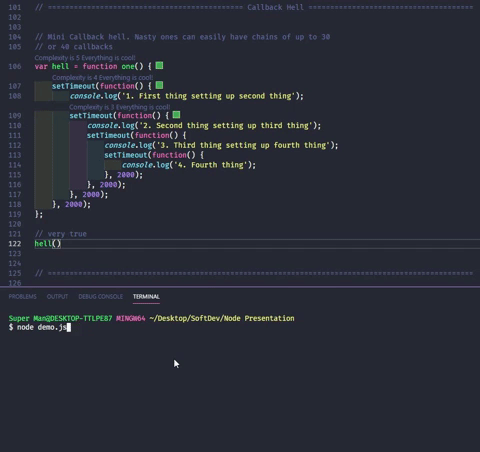 101 // ============================================= Callback Hell ======================================
102
103
104 // Mini Callback hell. Nasty ones can easily have chains of up to 30
105 // or 40 callbacks
Complexity is 5 Everything is cool!
106 var hell = function one() {
Complexity is 4 Everything is cool!
107 setTimeout(function() {
108 console.log('1. First thing setting up second thing');
Complexity is 3 Everything is cool!
109 setTimeout(function() {
110 console.log('2. Second thing setting up third thing');
111 setTimeout(function() {
112 console.log('3. Third thing setting up fourth thing');
113 setTimeout(function() {
114 console.log('4. Fourth thing');
115 }, 2000);
116 }, 2000);
117 }, 2000);
118 }, 2000);
119 };
120
121 // very true
122 hell()
123
124
125 // ==================================================================================================
126
PROBLEMS OUTPUT DEBUG CONSOLE TERMINAL
Super Man@DESKTOP-TTLPE87 MINGW64 ~/Desktop/SoftDev/Node Presentation
$ node demo.js